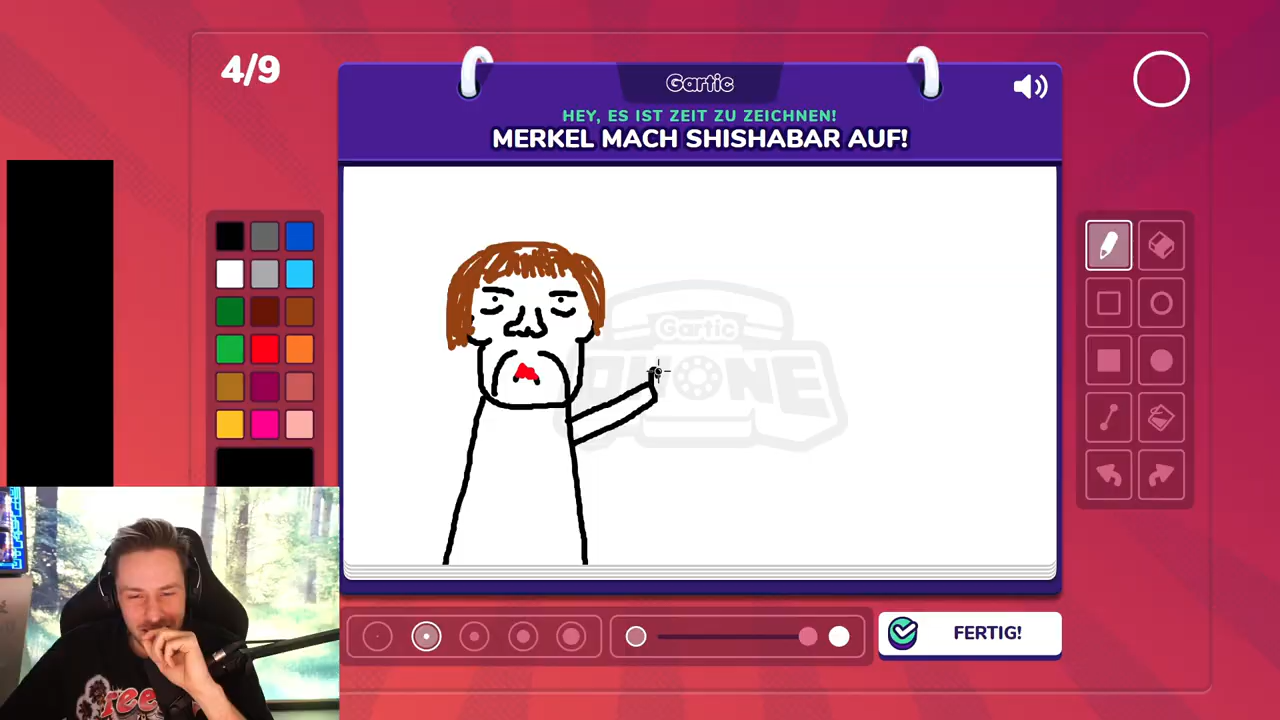 4/9
Gartic
HEY, ES IST ZEIT ZU ZEICHNEN!
MERKEL MACH SHISHABAR AUF!
Gartic
PHONE
FERTIG!